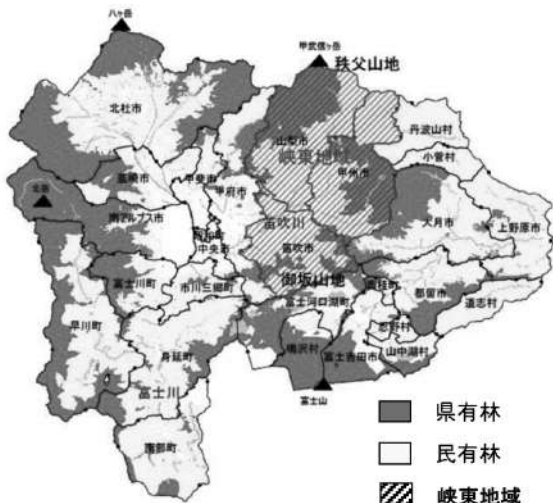 八ヶ岳
甲武信ヶ岳
秩父山地
北杜市
山梨市
丹波山村
峡東地域
小菅村
韮崎市
甲斐市
甲府市
甲州市
北岳
南アルプス市
笛吹川
大月市
上野原市
中央市
笛吹市
御坂山地
富士川町
市川三郷町
富士河口湖町
西桂町
都留市
道志村
早川町
忍野村
身延町
鳴沢村
富士吉田市
山中湖村
富士川
富士山
南部町
県有林
民有林
峡東地域